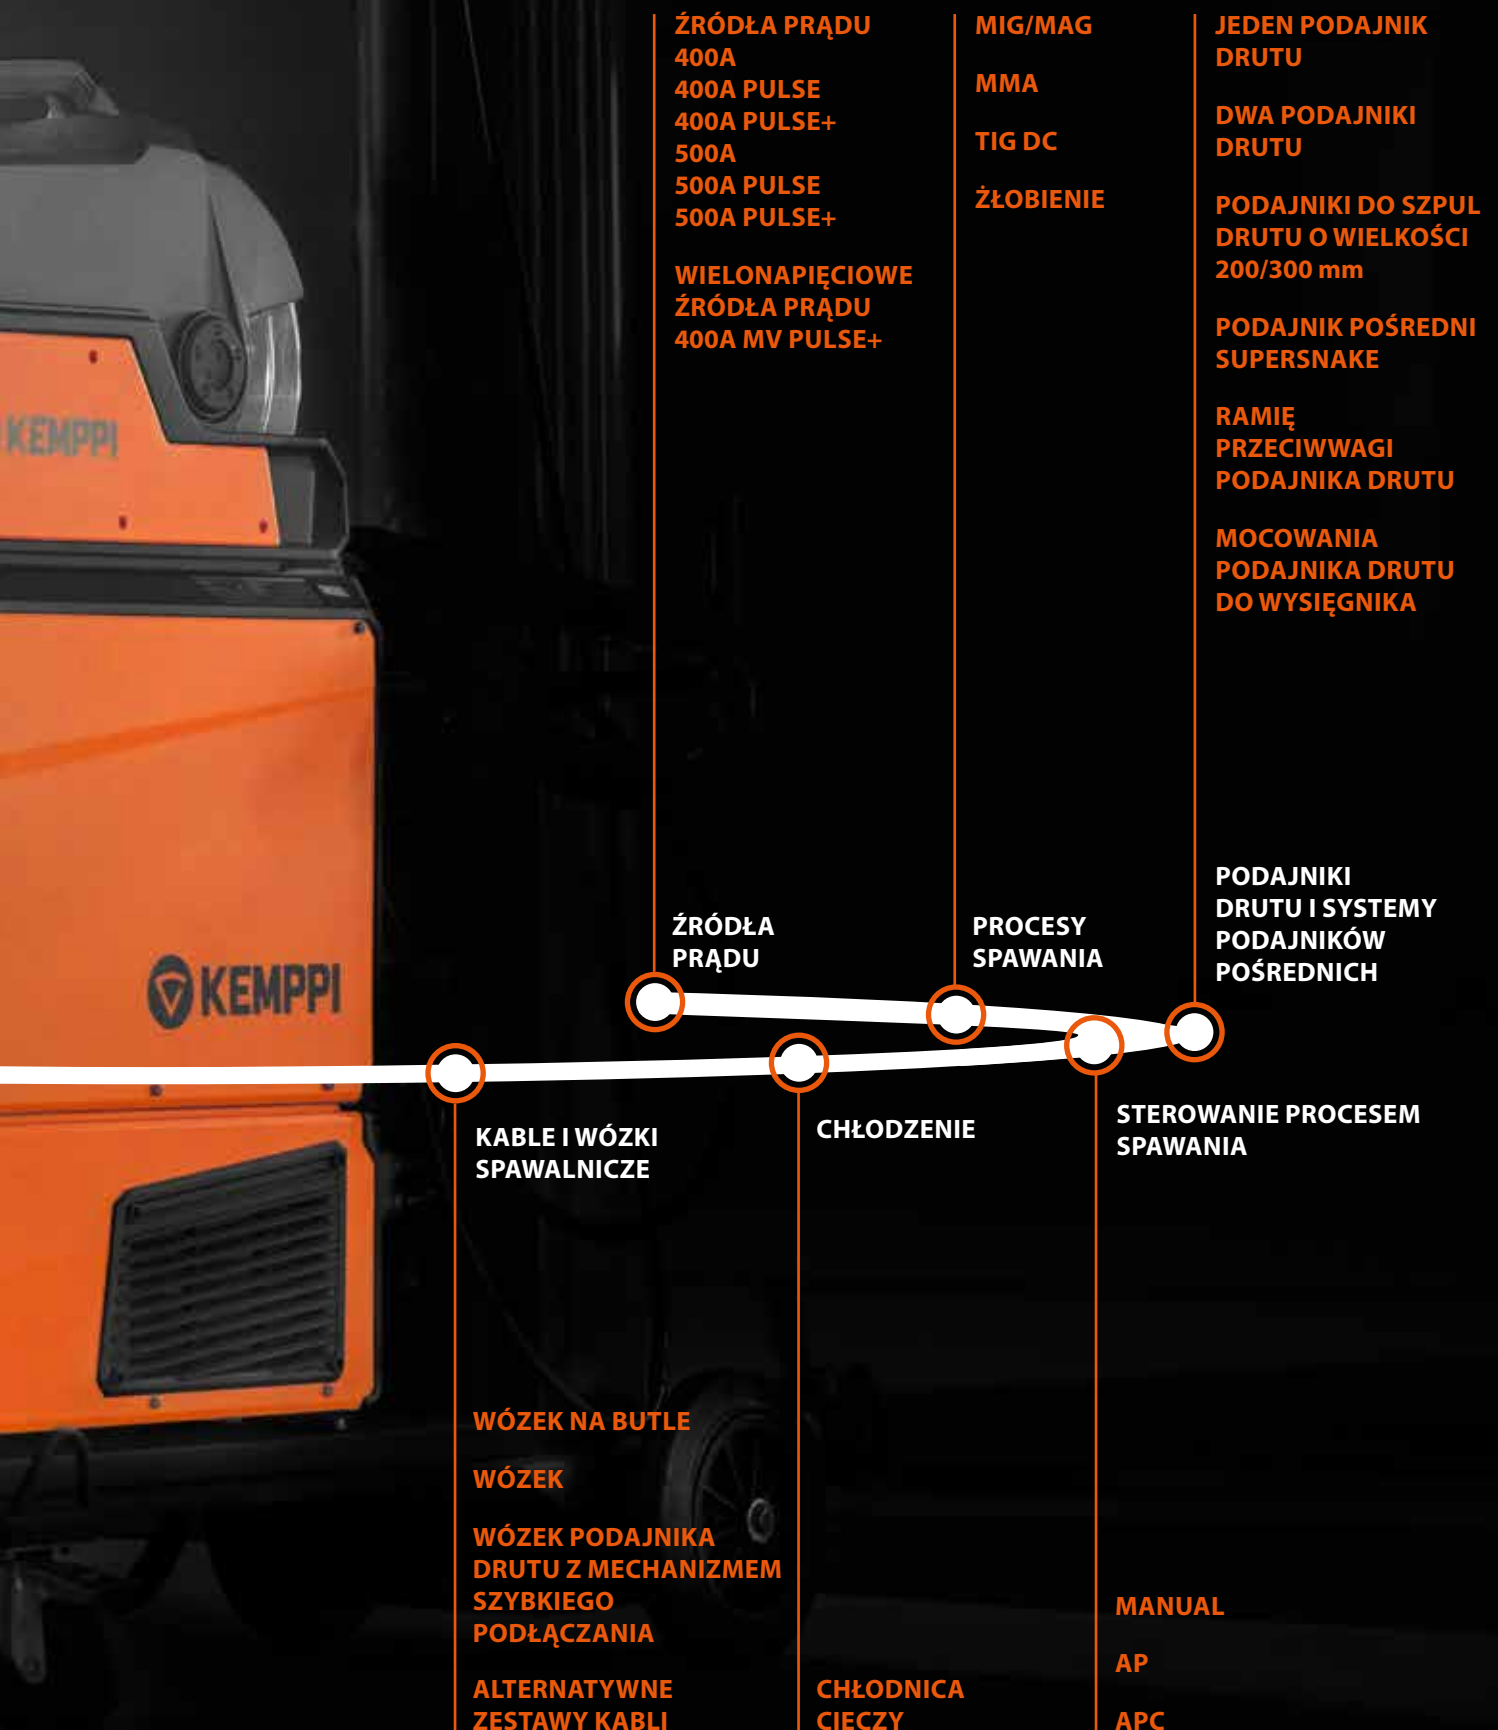 ŹRÓDŁA PRĄDU
400A
400A PULSE
400A PULSE+
500A
500A PULSE
500A PULSE+
WIELONAPIĘCIOWE
ŹRÓDŁA PRĄDU
400A MV PULSE+
MIG/MAG
MMA
TIG DC
ŻŁOBIENIE
JEDEN PODAJNIK
DRUTU
DWA PODAJNIKI
DRUTU
PODAJNIKI DO SZPUL
DRUTU O WIELKOŚCI
200/300 mm
PODAJNIK POŚREDNI
SUPERSNAKE
RAMIĘ
PRZECIWWAGI
PODAJNIKA DRUTU
MOCOWANIA
PODAJNIKA DRUTU
DO WYSIĘGNIKA
KEMPPI
ŹRÓDŁA
PRĄDU
PROCESY
SPAWANIA
PODAJNIKI
DRUTU I SYSTEMY
PODAJNIKÓW
POŚREDNICH
KEMPPI
KABLE I WÓZKI
SPAWALNICZE
CHŁODZENIE
STEROWANIE PROCESEM
SPAWANIA
WÓZEK NA BUTLE
WÓZEK
WÓZEK PODAJNIKA
DRUTU Z MECHANIZMEM
SZYBKIEGO
PODŁĄCZANIA
ALTERNATYWNE
ZESTAWY KABLI
CHŁODNICA
CIECZY
MANUAL
AP
APC